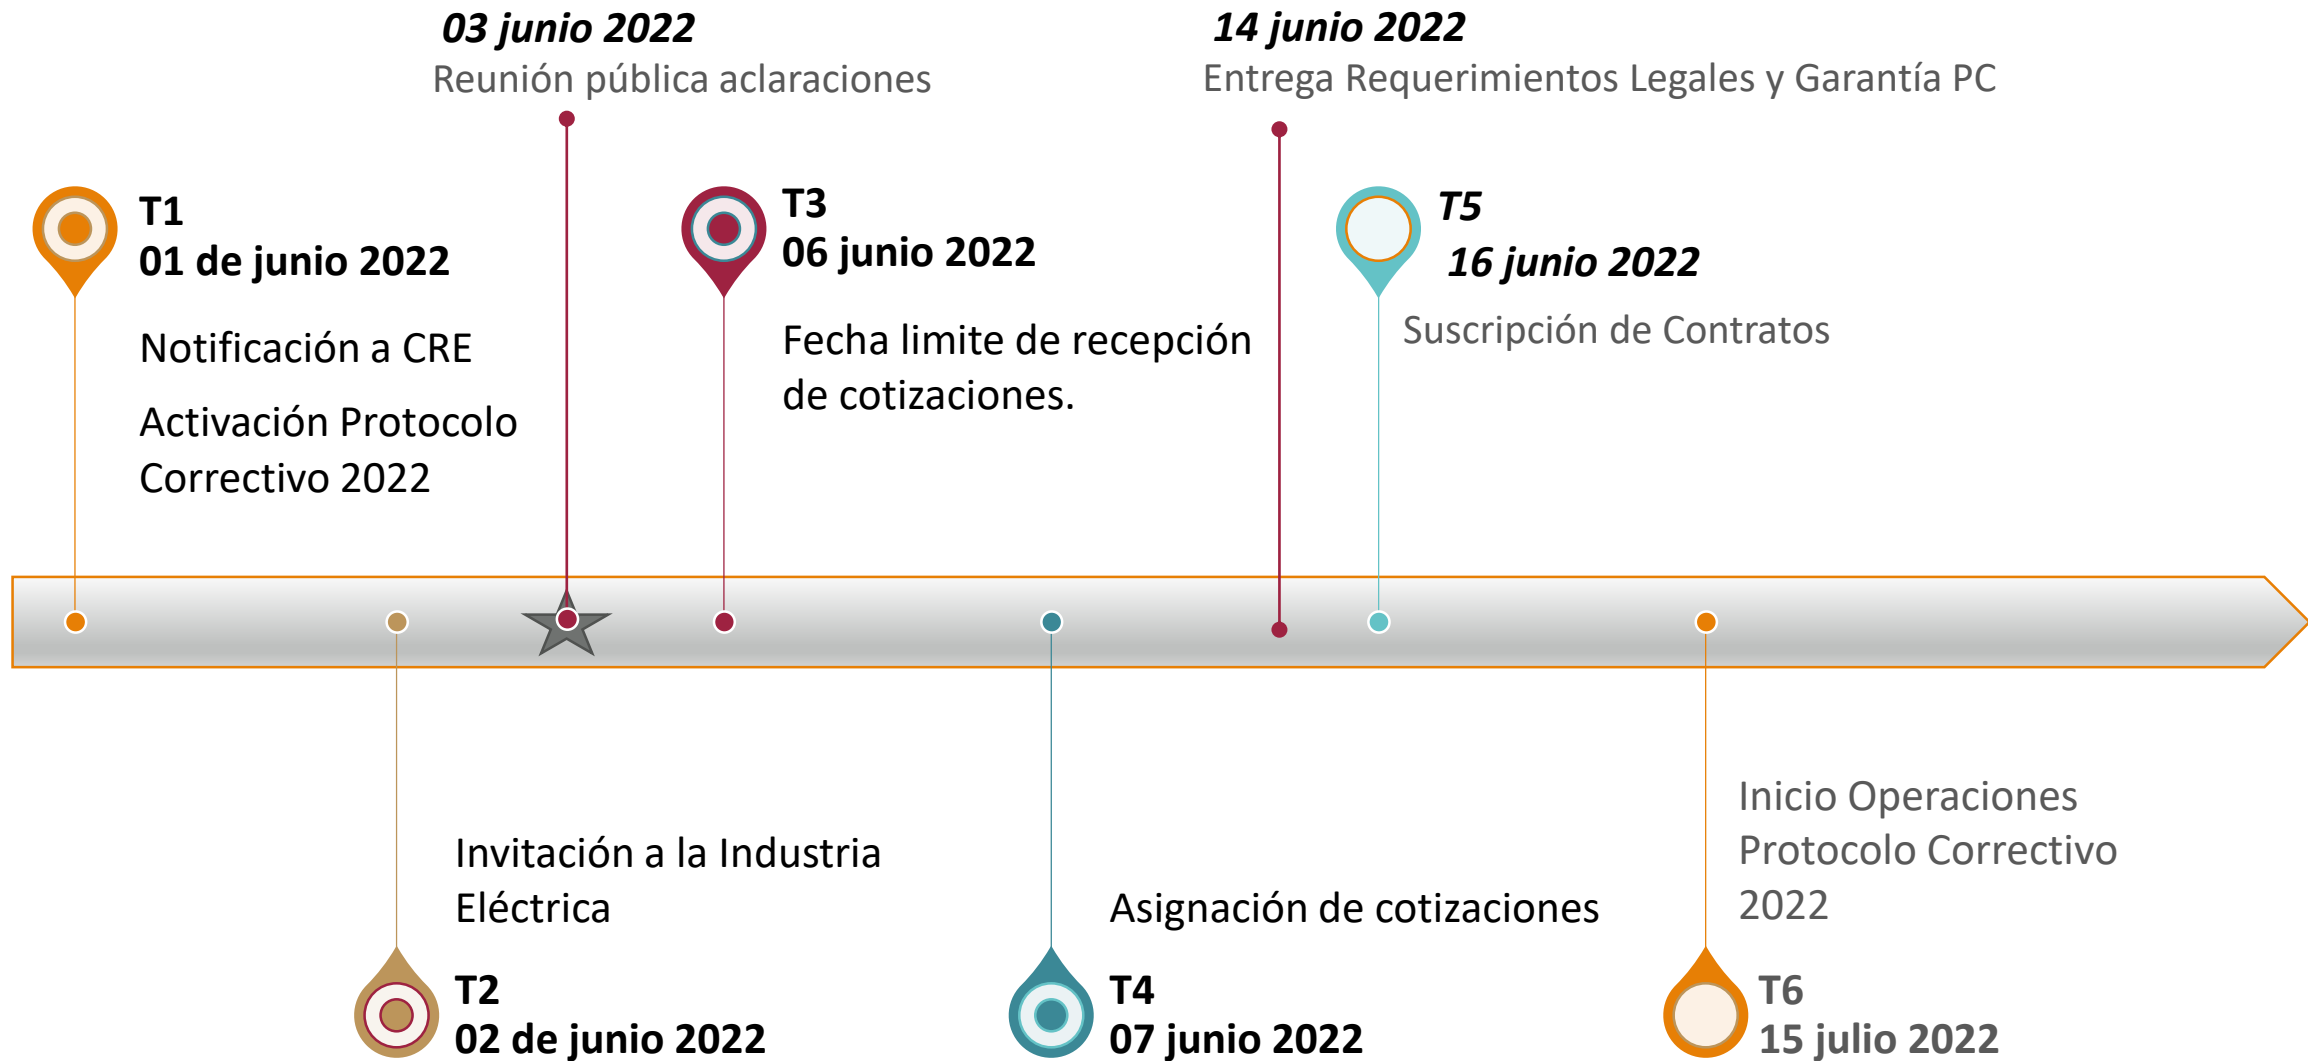 03 junio 2022
Reunión pública aclaraciones
14 junio 2022
Entrega Requerimientos Legales y Garantía PC
T1
01 de junio 2022
Notificación a CRE
Activación Protocolo
Correctivo 2022
T3
06 junio 2022
Fecha limite de recepción
de cotizaciones.
T5
16 junio 2022
Suscripción de Contratos
Invitación a la Industria
Eléctrica
T2
02 de junio 2022
Asignación de cotizaciones
T4
07 junio 2022
Inicio Operaciones
Protocolo Correctivo
2022
T6
15 julio 2022